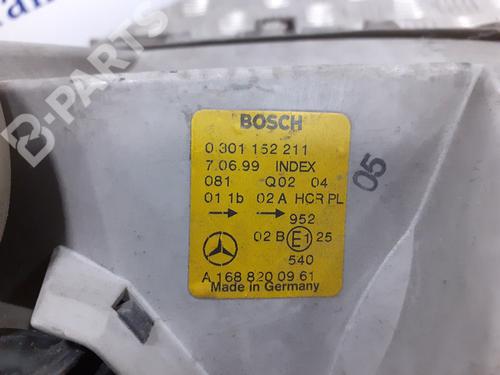 BOSCH
0 301 152 211
7.06.99 INDEX
081 Q02 04
01 1b 02 A HCR PL
952
02 B E1 25
540
A 168 820 09 61
Made in Germany
05
B-PARTS